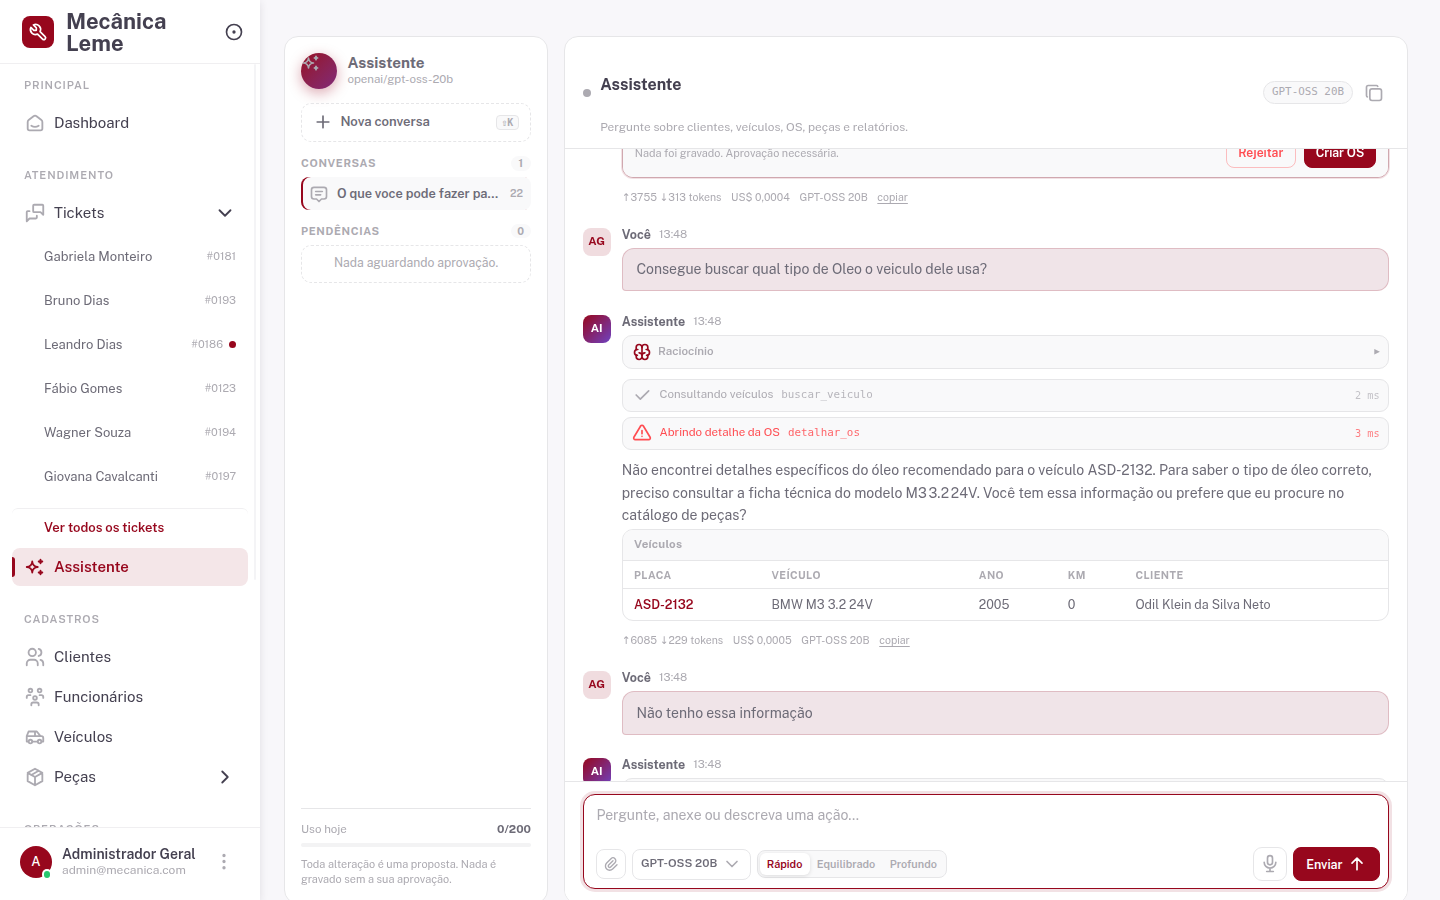 Mecânica
Leme
PRINCIPAL
Dashboard
ATENDIMENTO
Tickets
Gabriela Monteiro #0181
Bruno Dias #0193
Leandro Dias #0186
Fábio Gomes #0123
Wagner Souza #0194
Giovana Cavalcanti #0197
Ver todos os tickets
Assistente
CADASTROS
Clientes
Funcionários
Veículos
Peças
OPERAÇÕES
A
Administrador Geral
admin@mecanica.com
Assistente
openai/gpt-oss-20b
Nova conversa ⇧K
CONVERSAS 1
O que voce pode fazer pa... 22
PENDÊNCIAS 0
Nada aguardando aprovação.
Uso hoje 0/200
Toda alteração é uma proposta. Nada é
gravado sem a sua aprovação.
Assistente
GPT-OSS 20B
Pergunte sobre clientes, veículos, OS, peças e relatórios.
Nada foi gravado. Aprovação necessária.
Rejeitar
Criar OS
↑3755 ↓313 tokens US$ 0,0004 GPT-OSS 20B copiar
AG
Você 13:48
Consegue buscar qual tipo de Oleo o veiculo dele usa?
AI
Assistente 13:48
Raciocínio
Consultando veículos buscar_veiculo 2 ms
Abrindo detalhe da OS detalhar_os 3 ms
Não encontrei detalhes específicos do óleo recomendado para o veículo ASD-2132. Para saber o tipo de óleo correto,
preciso consultar a ficha técnica do modelo M3 3.2 24V. Você tem essa informação ou prefere que eu procure no
catálogo de peças?
Veículos
PLACA VEÍCULO ANO KM CLIENTE
ASD-2132 BMW M3 3.2 24V 2005 0 Odil Klein da Silva Neto
↑6085 ↓229 tokens US$ 0,0005 GPT-OSS 20B copiar
AG
Você 13:48
Não tenho essa informação
AI
Assistente 13:48
Pergunte, anexe ou descreva uma ação...
GPT-OSS 20B
Rápido Equilibrado Profundo
Enviar